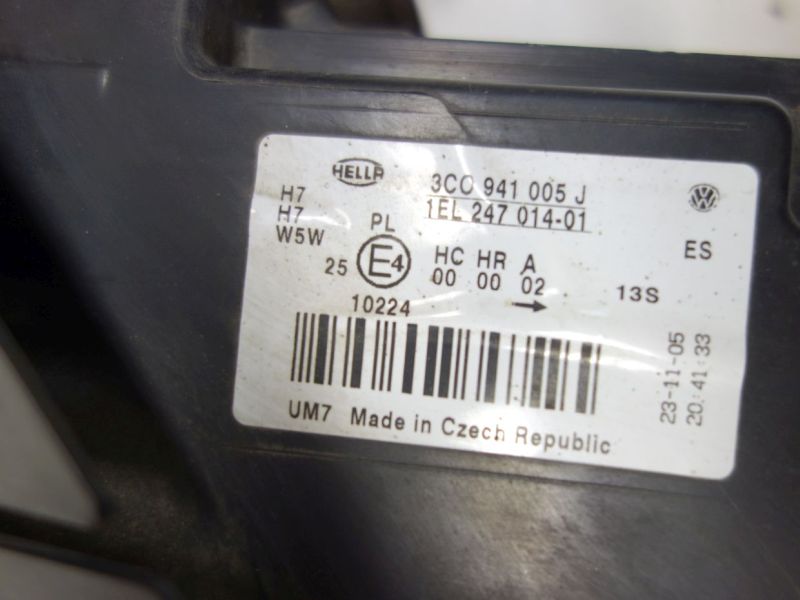 HELLA
3C0 941 005 J
1EL 247 014-01
H7
H7
W5W
PL
25 E4
HC HR A
00 00 02
ES
13S
10224
23-11-05
20:41:33
UM7 Made in Czech Republic